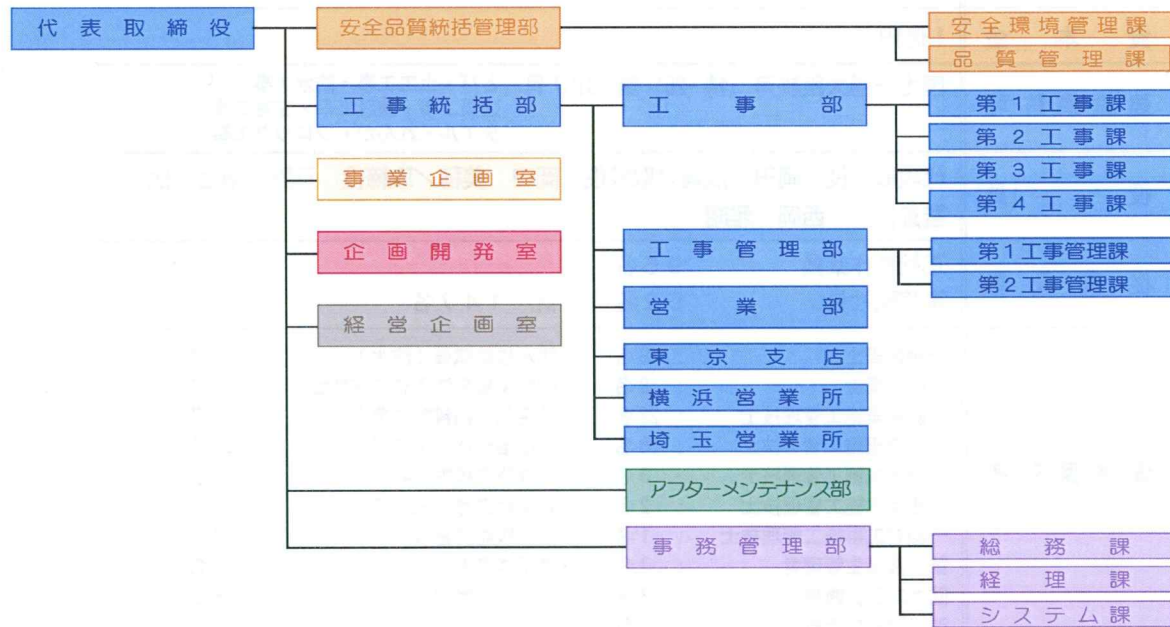 代表取締役
安全品質統括管理部
安全環境管理課
品質管理課
工事統括部
工事部
第1工事課
第2工事課
第3工事課
第4工事課
工事管理部
第1工事管理課
第2工事管理課
営業部
東京支店
横浜営業所
埼玉営業所
事業企画室
企画開発室
経営企画室
アフターメンテナンス部
事務管理部
総務課
経理課
システム課